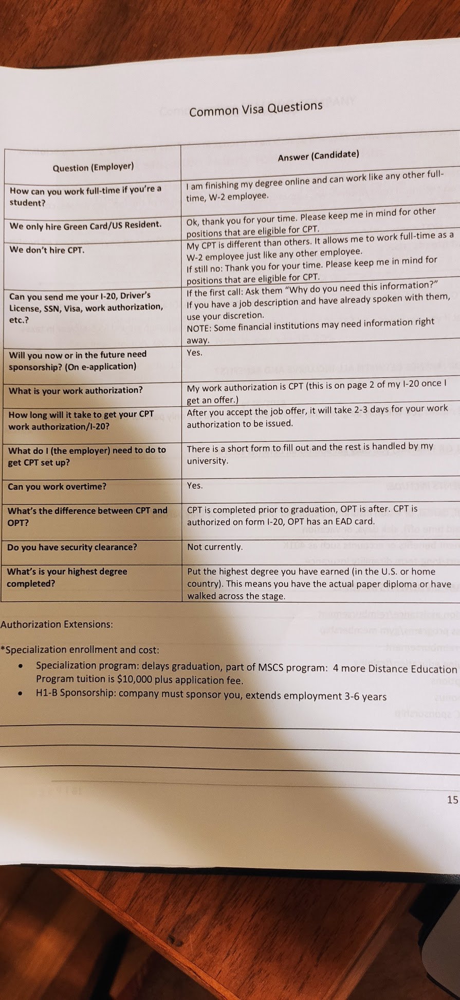 Common Visa Questions
Question (Employer)
Answer (Candidate)
How can you work full-time if you're a
student?
I am finishing my degree online and can work like any other full-
time, W-2 employee.
We only hire Green Card/US Resident.
Ok, thank you for your time. Please keep me in mind for other
positions that are eligible for CPT.
We don't hire CPT.
My CPT is different than others. It allows me to work full-time as a
W-2 employee just like any other employee.
If still no: Thank you for your time. Please keep me in mind for
positions that are eligible for CPT.
Can you send me your I-20, Driver's
License, SSN, Visa, work authorization,
etc.?
If the first call: Ask them "Why do you need this information?"
If you have a job description and have already spoken with them,
use your discretion.
NOTE: Some financial institutions may need information right
away.
Will you now or in the future need
sponsorship? (On e-application)
Yes.
What is your work authorization?
My work authorization is CPT (this is on page 2 of my I-20 once I
get an offer.)
How long will it take to get your CPT
work authorization/I-20?
After you accept the job offer, it will take 2-3 days for your work
authorization to be issued.
What do I (the employer) need to do to
get CPT set up?
There is a short form to fill out and the rest is handled by my
university.
Can you work overtime?
Yes.
What's the difference between CPT and
OPT?
CPT is completed prior to graduation, OPT is after. CPT is
authorized on form I-20, OPT has an EAD card.
Do you have security clearance?
Not currently.
What's is your highest degree
completed?
Put the highest degree you have earned (in the U.S. or home
country). This means you have the actual paper diploma or have
walked across the stage.
Authorization Extensions:
*Specialization enrollment and cost:
• Specialization program: delays graduation, part of MSCS program: 4 more Distance Education
Program tuition is $10,000 plus application fee.
• H1-B Sponsorship: company must sponsor you, extends employment 3-6 years
15